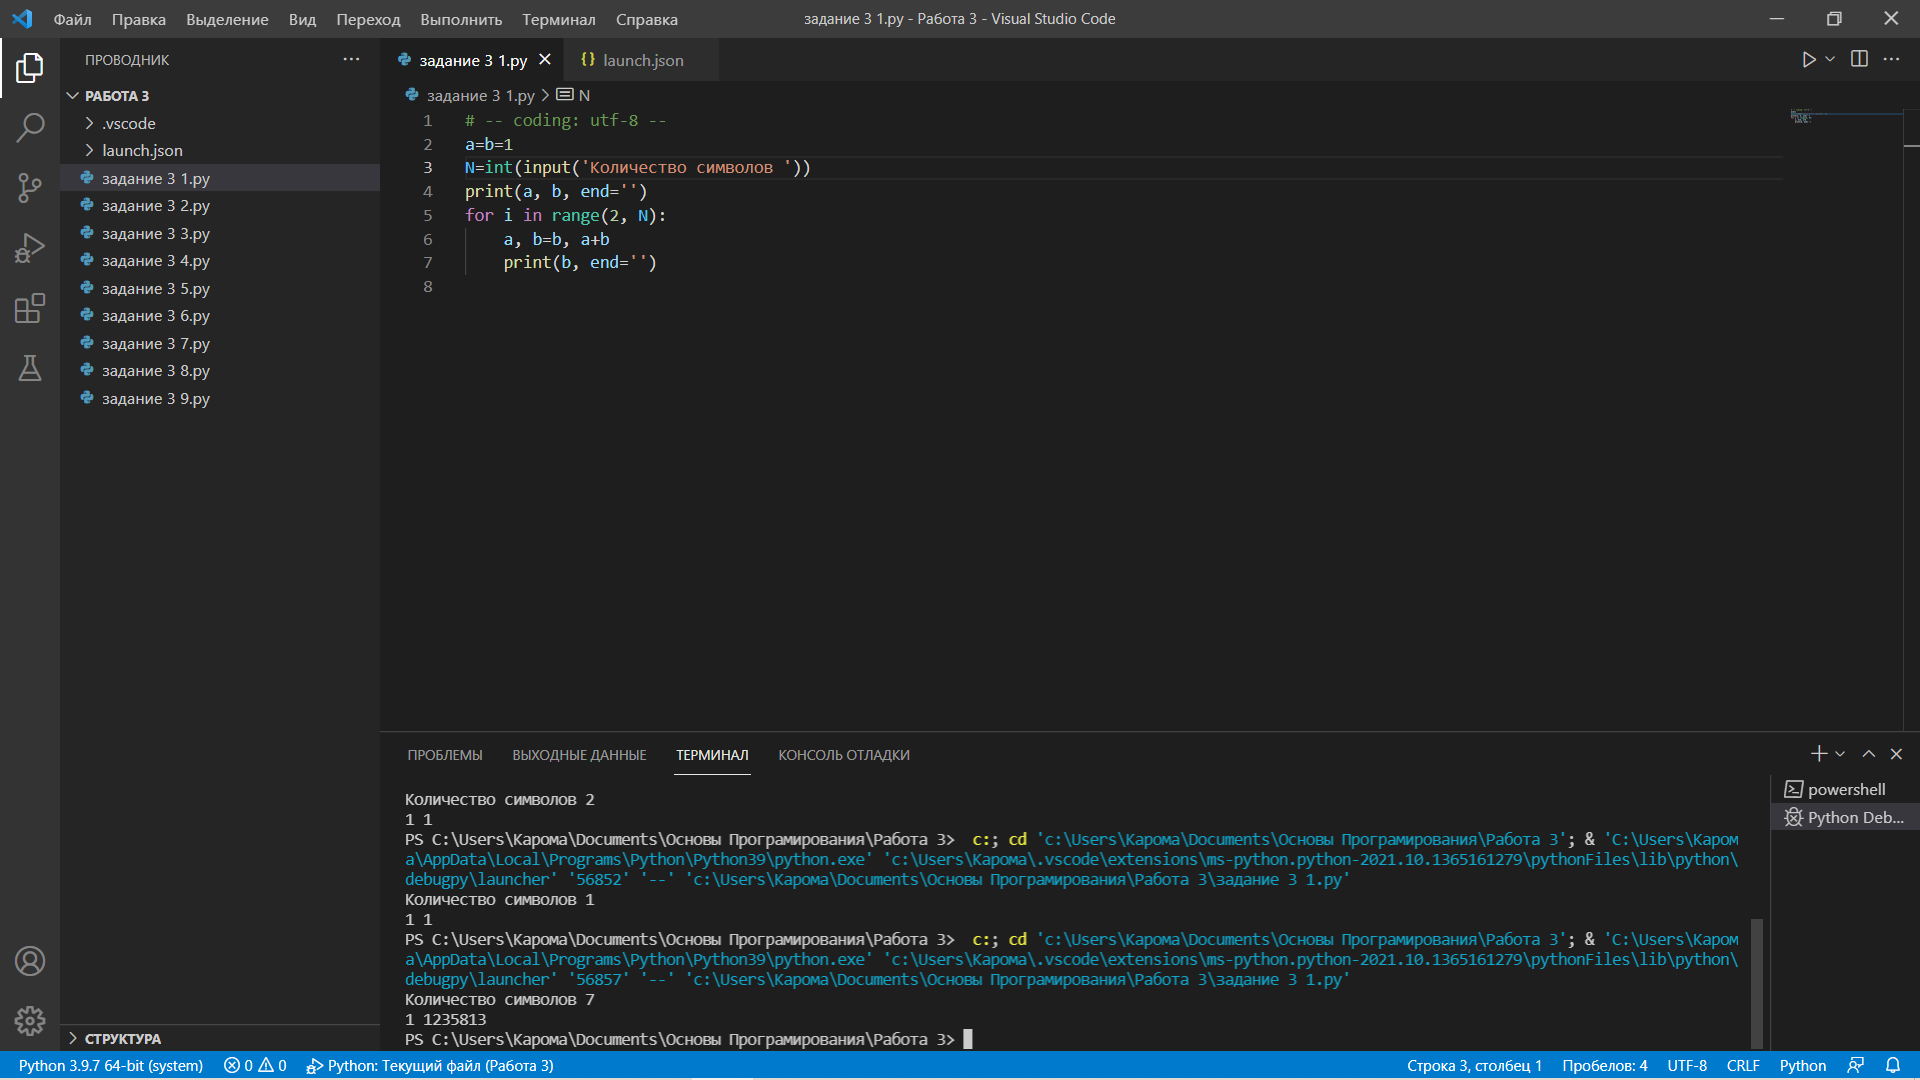 Файл Правка Выделение Вид Переход Выполнить Терминал Справка
задание 3 1.py - Работа 3 - Visual Studio Code
ПРОВОДНИК
РАБОТА 3
.vscode
launch.json
задание 3 1.py
задание 3 2.py
задание 3 3.py
задание 3 4.py
задание 3 5.py
задание 3 6.py
задание 3 7.py
задание 3 8.py
задание 3 9.py
СТРУКТУРА
задание 3 1.py
launch.json
задание 3 1.py > N
1 # -- coding: utf-8 --
2 a=b=1
3 N=int(input('Количество символов '))
4 print(a, b, end='')
5 for i in range(2, N):
6 a, b=b, a+b
7 print(b, end='')
8
ПРОБЛЕМЫ ВЫХОДНЫЕ ДАННЫЕ ТЕРМИНАЛ КОНСОЛЬ ОТЛАДКИ
Количество символов 2
1 1
PS C:\Users\Карома\Documents\Основы Програмирования\Работа 3> c:; cd 'c:\Users\Карома\Documents\Основы Програмирования\Работа 3'; & 'C:\Users\Каром
а\AppData\Local\Programs\Python\Python39\python.exe' 'c:\Users\Карома\.vscode\extensions\ms-python.python-2021.10.1365161279\pythonFiles\lib\python\
debugpy\launcher' '56852' '--' 'c:\Users\Карома\Documents\Основы Програмирования\Работа 3\задание 3 1.py'
Количество символов 1
1 1
PS C:\Users\Карома\Documents\Основы Програмирования\Работа 3> c:; cd 'c:\Users\Карома\Documents\Основы Програмирования\Работа 3'; & 'C:\Users\Каром
а\AppData\Local\Programs\Python\Python39\python.exe' 'c:\Users\Карома\.vscode\extensions\ms-python.python-2021.10.1365161279\pythonFiles\lib\python\
debugpy\launcher' '56857' '--' 'c:\Users\Карома\Documents\Основы Програмирования\Работа 3\задание 3 1.py'
Количество символов 7
1 1235813
PS C:\Users\Карома\Documents\Основы Програмирования\Работа 3>
powershell
Python Deb...
Python 3.9.7 64-bit (system) 0 0 Python: Текущий файл (Работа 3)
Строка 3, столбец 1 Пробелов: 4 UTF-8 CRLF Python